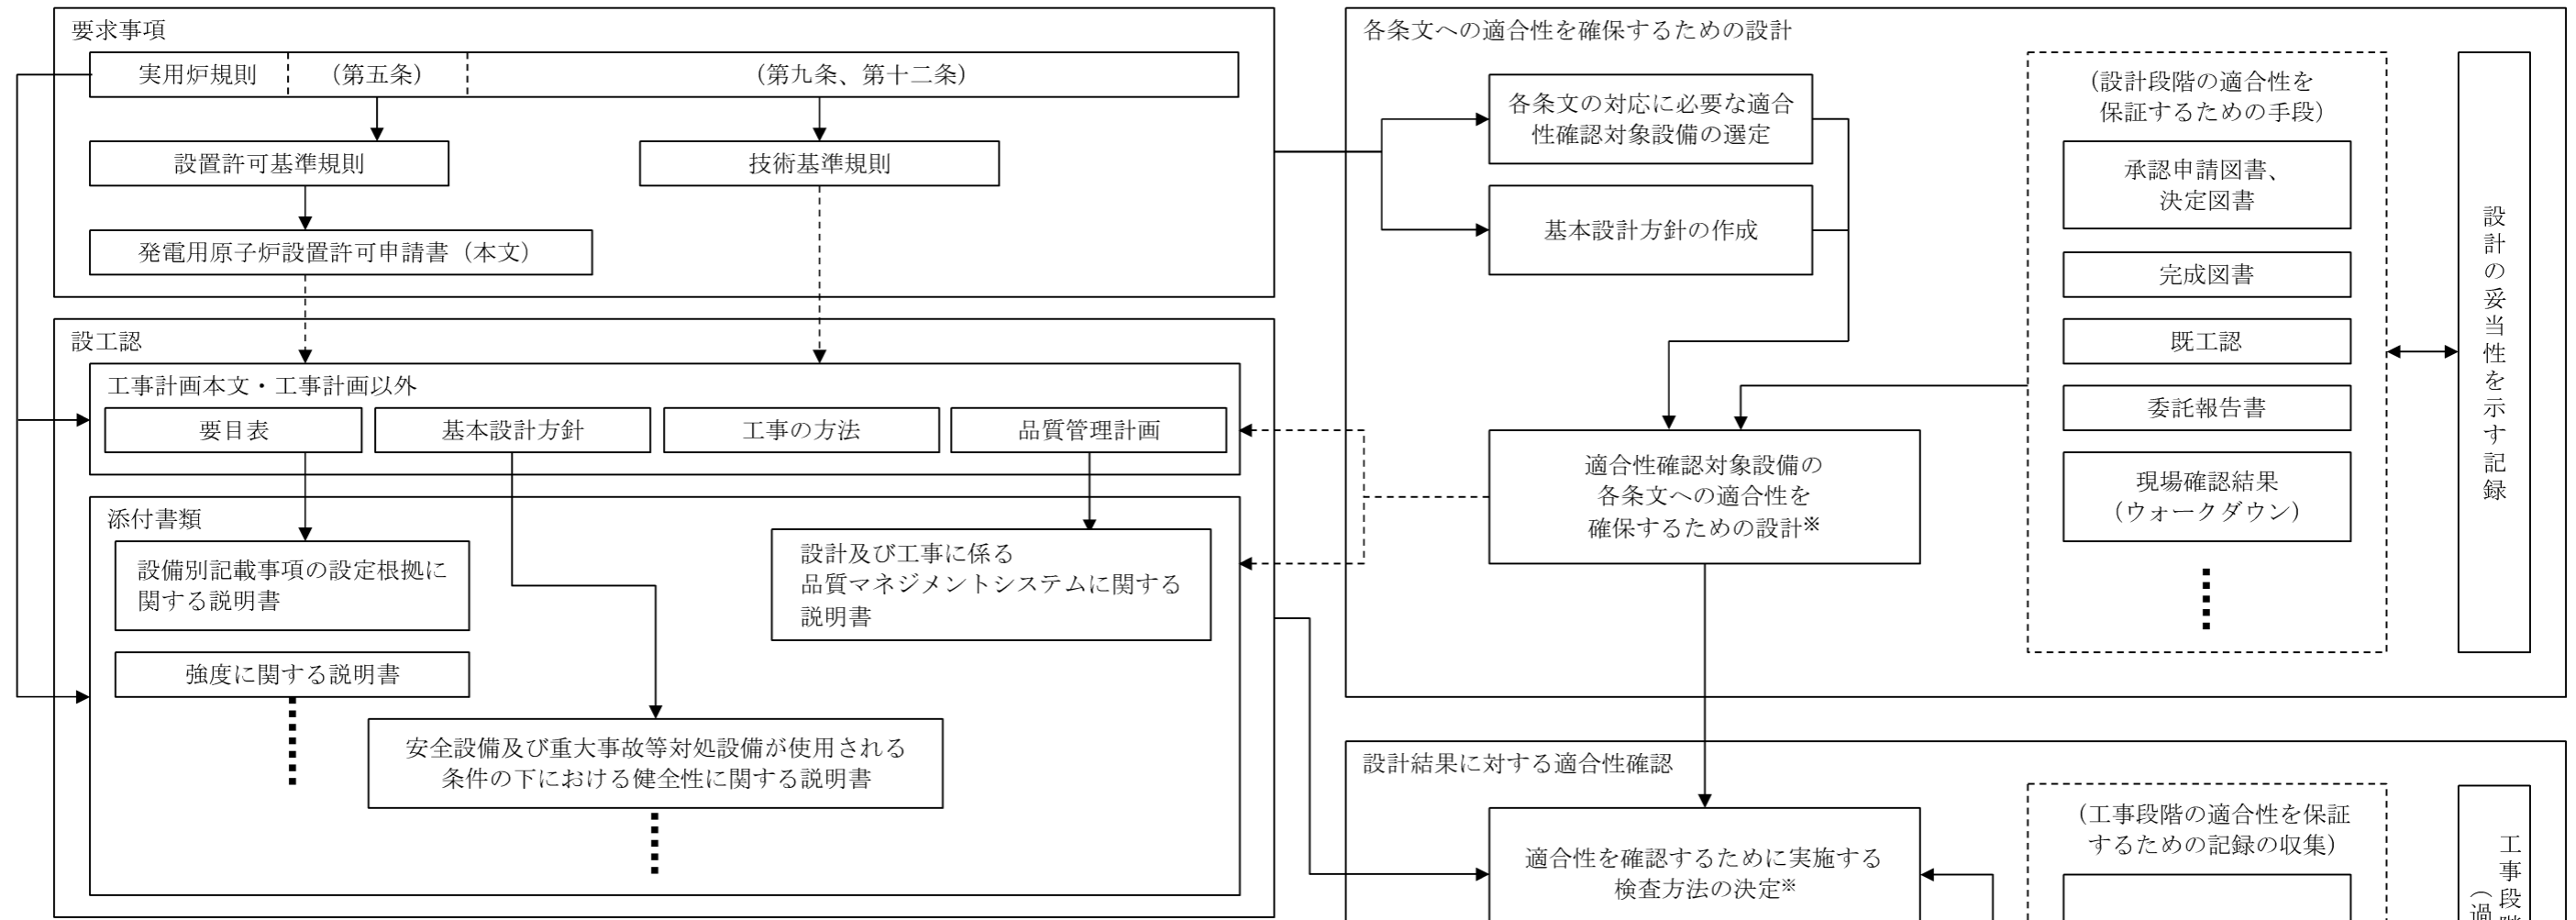 要求事項
実用炉規則
(第五条)
(第九条、第十二条)
設置許可基準規則
技術基準規則
発電用原子炉設置許可申請書（本文）
設工認
工事計画本文・工事計画以外
要目表
基本設計方針
工事の方法
品質管理計画
添付書類
設備別記載事項の設定根拠に
関する説明書
設計及び工事に係る
品質マネジメントシステムに関する
説明書
強度に関する説明書
安全設備及び重大事故等対処設備が使用される
条件の下における健全性に関する説明書
各条文への適合性を確保するための設計
各条文の対応に必要な適合
性確認対象設備の選定
基本設計方針の作成
適合性確認対象設備の
各条文への適合性を
確保するための設計※
(設計段階の適合性を
保証するための手段)
承認申請図書、
決定図書
完成図書
既工認
委託報告書
現場確認結果
(ウォークダウン)
設計の妥当性を示す記録
設計結果に対する適合性確認
適合性を確認するために実施する
検査方法の決定※
(工事段階の適合性を保証
するための記録の収集)
工事段
(過